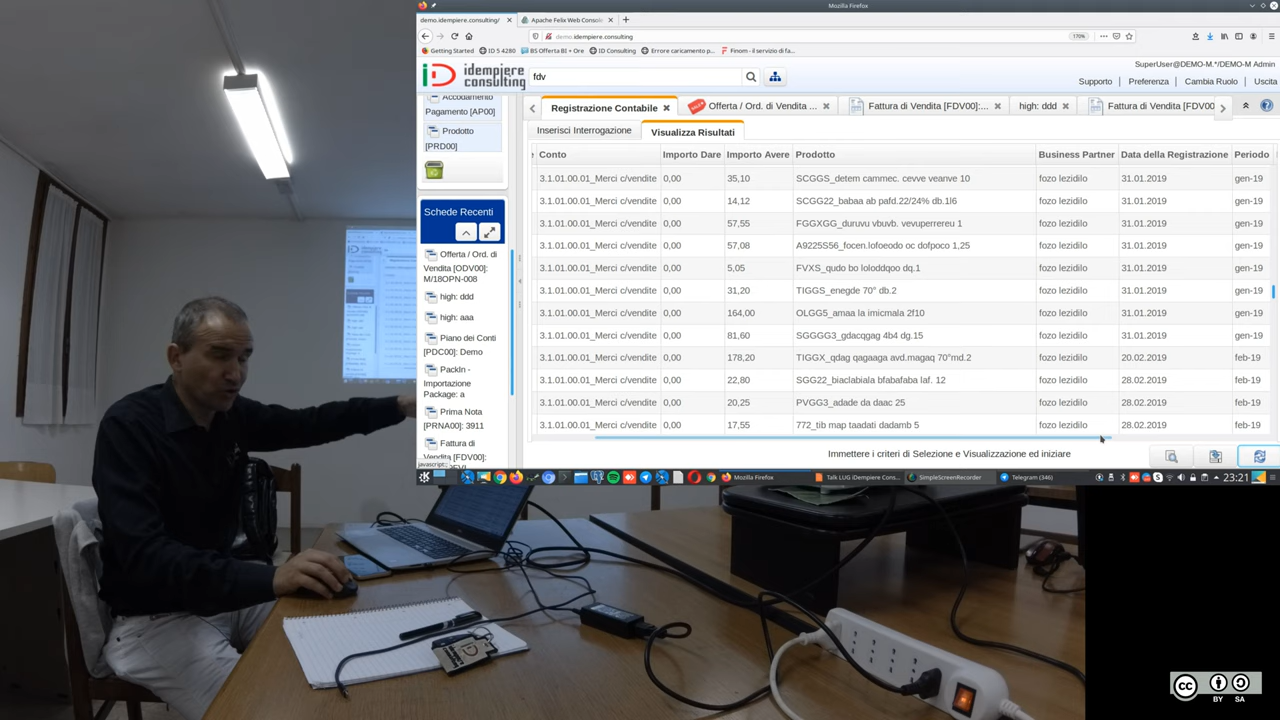 Mozilla Firefox
demo.idempiere.consulting/
Apache Felix Web Conso
demo.idempiere.consulting
170%
Getting Started
ID 5 4280
BS Offerta BI + Ore
ID Consulting
Errore caricamento p...
Finom - il servizio di fa...
SuperUser@DEMO-M.*/DEMO-M Admin
idempiere
consulting
fdv
Supporto
Preferenza
Cambia Ruolo
Uscita
Accodamento
Pagamento [AP00]
Prodotto
[PRD00]
Registrazione Contabile
Offerta / Ord. di Vendita ...
Fattura di Vendita [FDV00]:...
high: ddd
Fattura di Vendita [FDV00
Inserisci Interrogazione
Visualizza Risultati
Conto Importo Dare Importo Avere Prodotto Business Partner Data della Registrazione Periodo
3.1.01.00.01_Merci c/vendite 0,00 35,10 SCGGS_detem cammec. cevve veanve 10 fozo lezidilo 31.01.2019 gen-19
3.1.01.00.01_Merci c/vendite 0,00 14,12 SCGG22_babaa ab pafd.22/24% db.1l6 fozo lezidilo 31.01.2019 gen-19
3.1.01.00.01_Merci c/vendite 0,00 57,55 fozo lezidilo 31.01.2019 gen-19
3.1.01.00.01_Merci c/vendite 0,00 57,08 fozo lezidilo 31.01.2019 gen-19
3.1.01.00.01_Merci c/vendite 0,00 5,05 FVXS_qudo bo loloddqoo dq.1 fozo lezidilo 31.01.2019 gen-19
3.1.01.00.01_Merci c/vendite 0,00 31,20 TIGGS_enegde 70° db.2 fozo lezidilo 31.01.2019 gen-19
3.1.01.00.01_Merci c/vendite 0,00 164,00 OLGGS_amaa la imicmala 2f10 fozo lezidilo 31.01.2019 gen-19
3.1.01.00.01_Merci c/vendite 0,00 81,60 SGGGG3_gdacqgag 4b4 dg.15 fozo lezidilo 31.01.2019 gen-19
3.1.01.00.01_Merci c/vendite 0,00 178,20 TIGGX_qdag qagaaga avd.magaq 70°md.2 fozo lezidilo 28.02.2019 feb-19
3.1.01.00.01_Merci c/vendite 0,00 22,80 SGG22_biaclabiala bfabafaba laf. 12 fozo lezidilo 28.02.2019 feb-19
3.1.01.00.01_Merci c/vendite 0,00 20,25 PVGG3_adade da daac 25 fozo lezidilo 28.02.2019 feb-19
3.1.01.00.01_Merci c/vendite 0,00 17,55 772_tib map taadati dadamb 5 fozo lezidilo 28.02.2019 feb-19
Schede Recenti
Offerta / Ord. di
Vendita [ODV00]:
M/18OPN-008
high: ddd
high: aaa
Piano dei Conti
[PDC00]: Demo
PackIn -
Importazione
Package: a
Prima Nota
[PRNA00]: 3911
Fattura di
Vendita [FDV00]:
javascript:;
Immettere i criteri di Selezione e Visualizzazione ed iniziare
Mozilla Firefox
Talk LUG iDempiere Cons...
SimpleScreenRecorder
Telegram (346)
23:21
cc
BY SA